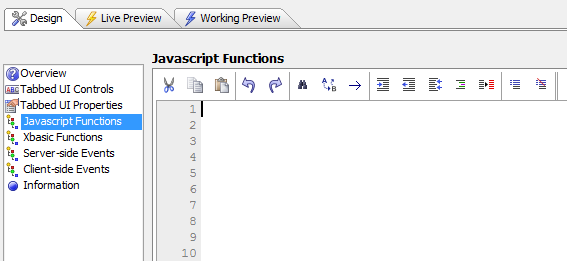 Design Live Preview Working Preview
Javascript Functions
Overview
ABC Tabbed UI Controls
Tabbed UI Properties
Javascript Functions
Xbasic Functions
Server-side Events
Client-side Events
Information
A B
1
2
3
4
5
6
7
8
9
10